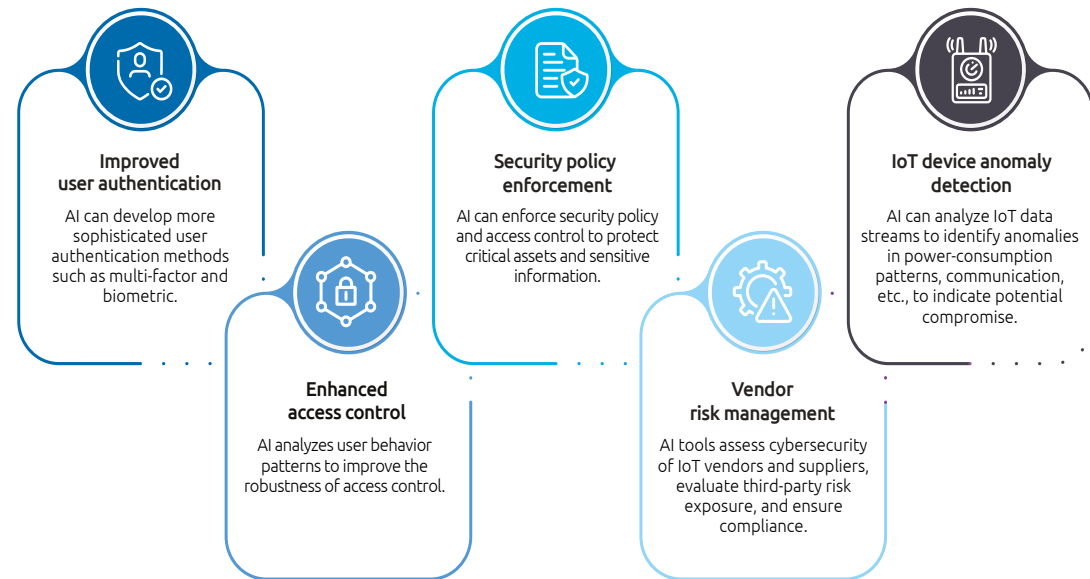 Improved
user authentication
AI can develop more
sophisticated user
authentication methods
such as multi-factor and
biometric.
Enhanced
access control
AI analyzes user behavior
patterns to improve the
robustness of access control.
Security policy
enforcement
AI can enforce security policy
and access control to protect
critical assets and sensitive
information.
Vendor
risk management
AI tools assess cybersecurity
of IoT vendors and suppliers,
evaluate third-party risk
exposure, and ensure
compliance.
IoT device anomaly
detection
AI can analyze IoT data
streams to identify anomalies
in power-consumption
patterns, communication,
etc., to indicate potential
compromise.